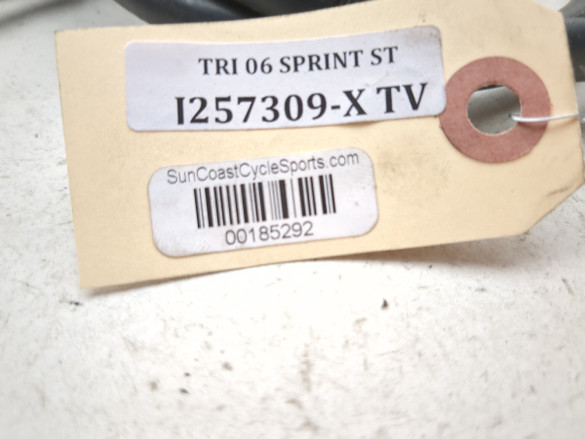 TRI 06 SPRINT ST
I257309-X TV
SunCoastCycleSports.com
00185292